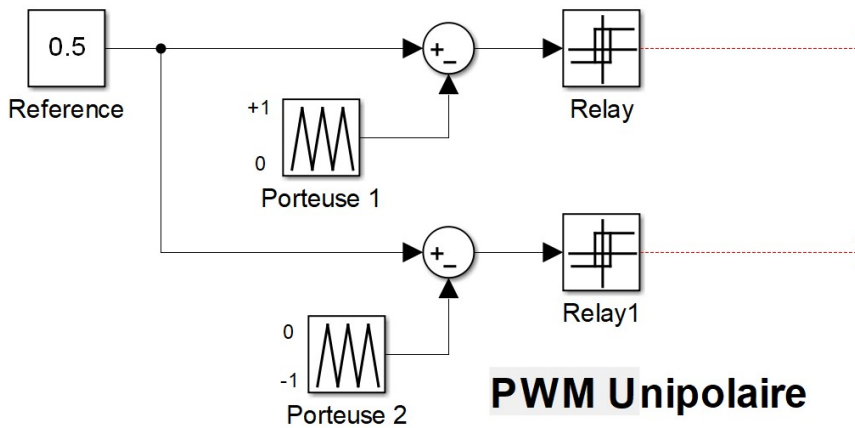 0.5
Reference
+1
0
Porteuse 1
Relay
0
-1
Porteuse 2
Relay1
PWM Unipolaire